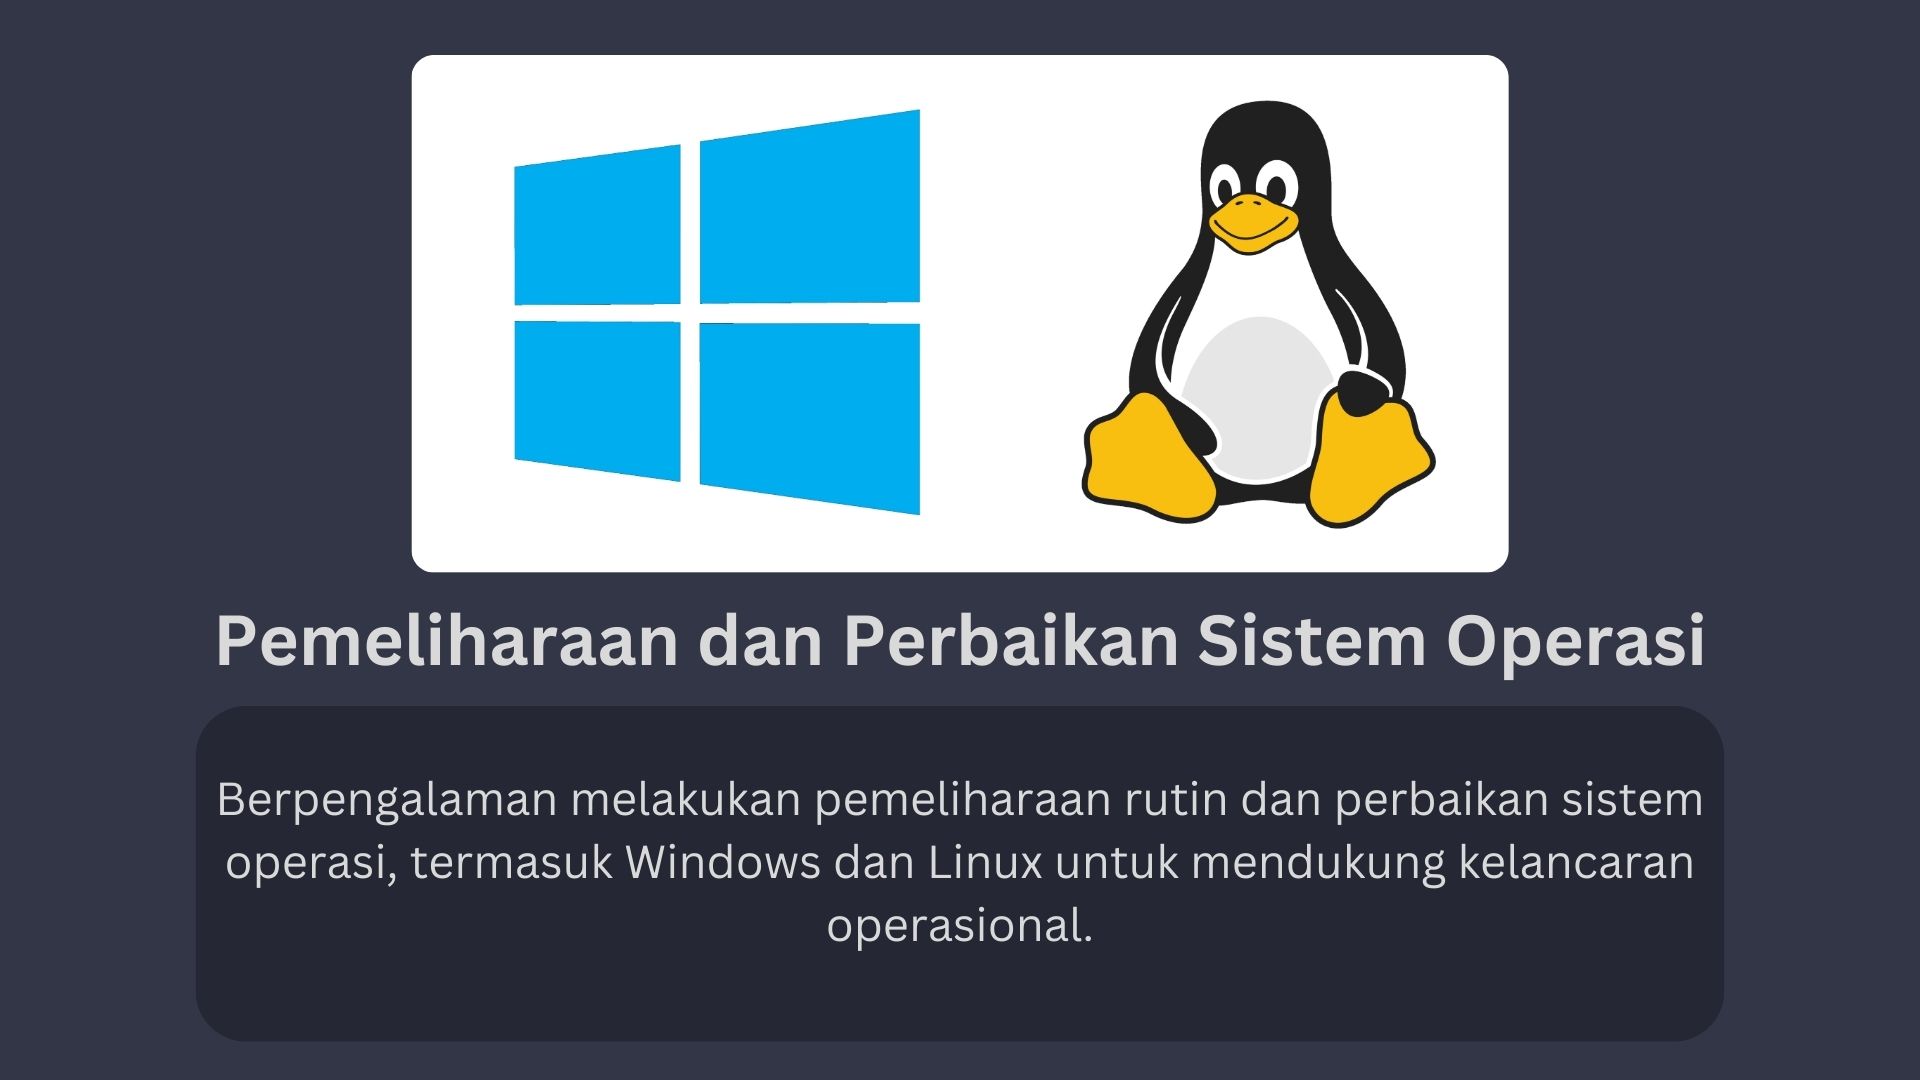 Pemeliharaan dan Perbaikan Sistem Operasi
Berpengalaman melakukan pemeliharaan rutin dan perbaikan sistem
operasi, termasuk Windows dan Linux untuk mendukung kelancaran
operasional.